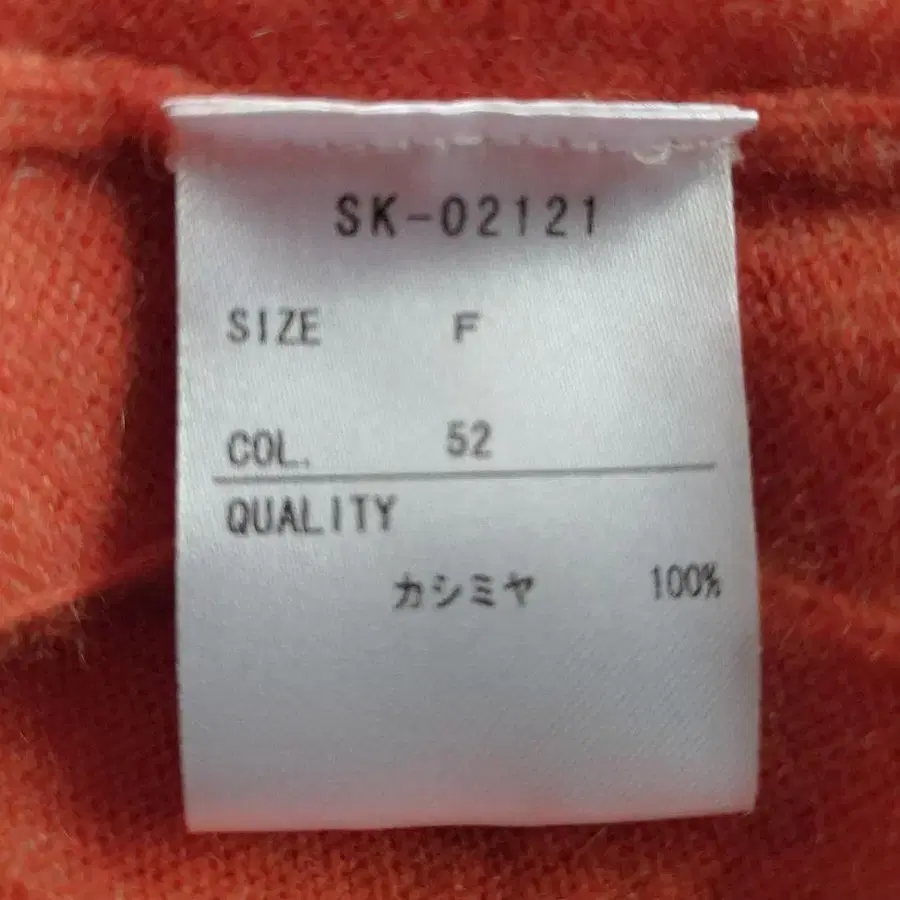 SK-02121
SIZE F
COL. 52
QUALITY
カシミヤ 100%